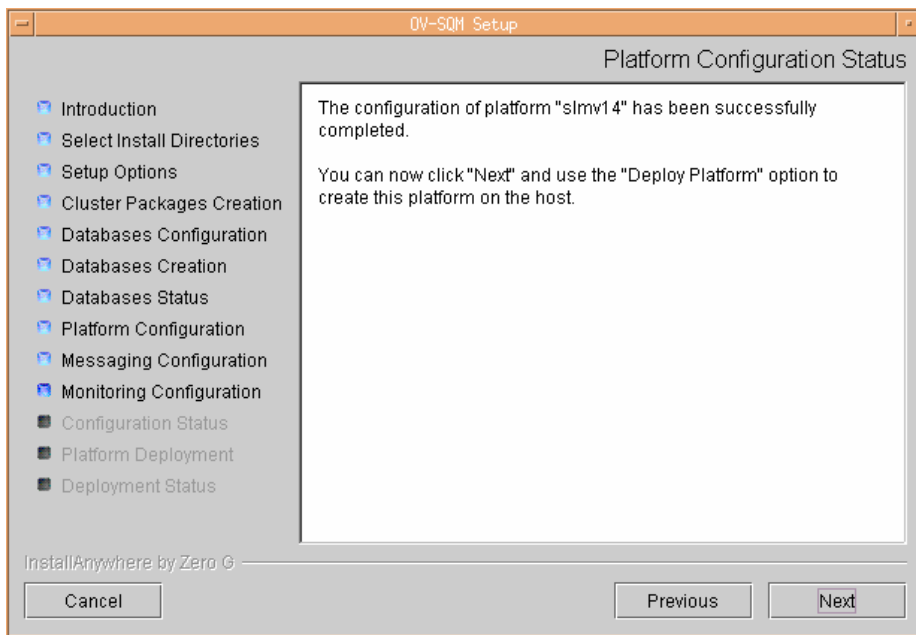 OV-SQM Setup
Platform Configuration Status
Introduction
Select Install Directories
Setup Options
Cluster Packages Creation
Databases Configuration
Databases Creation
Databases Status
Platform Configuration
Messaging Configuration
Monitoring Configuration
Configuration Status
Platform Deployment
Deployment Status
The configuration of platform "slmv14" has been successfully
completed.
You can now click "Next" and use the "Deploy Platform" option to
create this platform on the host.
InstallAnywhere by Zero G
Cancel
Previous
Next